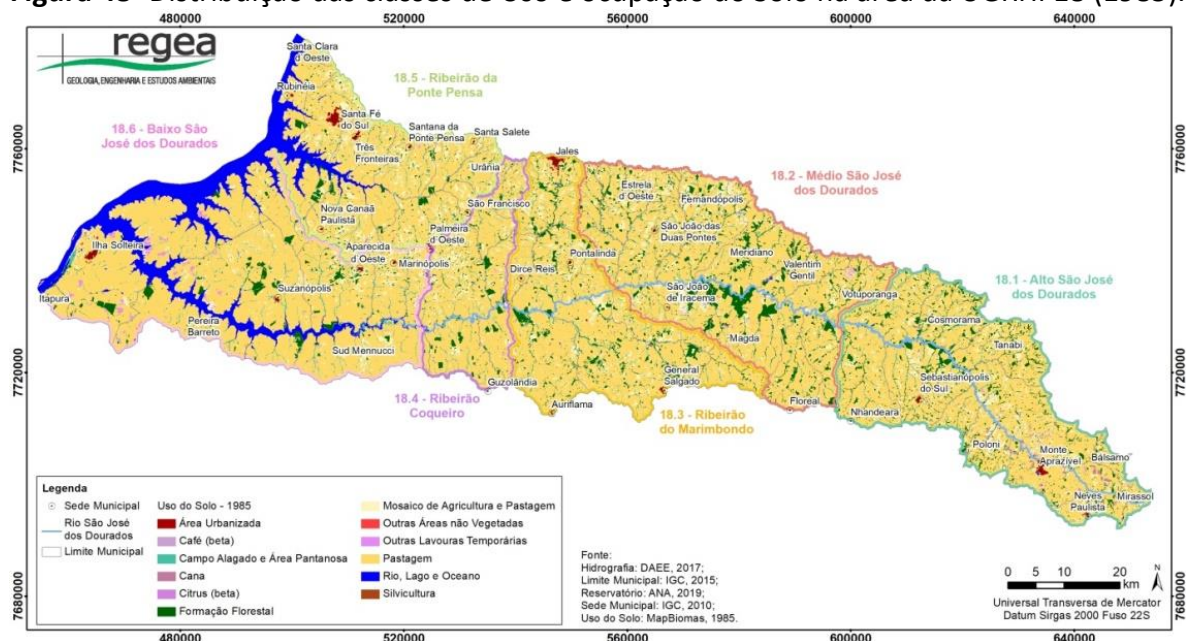 Figura 45- Distribuição das classes de Uso e ocupação do Solo na área da UGRHI 18 (1985).
480000 520000 560000 600000 640000
regea
GEOLOGIA, ENGENHARIA E ESTUDOS AMBIENTAIS
Santa Clara
d´Oeste
18.5 - Ribeirão da
Ponte Pensa
Rubinéia
Santa Fé
do Sul
18.6 - Baixo São
José dos Dourados
Três
Fronteiras
Santana da
Ponte Pensa
Santa Salete
7760000
7760000
Urânia
Jales
18.2 - Médio São José
dos Dourados
Estrela
d´Oeste
Fernandópolis
São Francisco
Nova Canaã
Paulista
São João das
Duas Pontes
Palmeira
d´Oeste
Ilha Solteira
Aparecida
d´Oeste
Marinópolis
Dirce Reis
Pontalinda
Meridiano
Valentim
Gentil
Suzanápolis
São João
de Iracema
Votuporanga
18.1 - Alto São José
dos Dourados
Itapura
Pereira
Barreto
Cosmorama
Sud Mennucci
Magda
Tanabi
7720000
7720000
18.4 - Ribeirão
Coqueiro
Guzolândia
General
Salgado
Sebastianópolis
do Sul
Auriflama
18.3 - Ribeirão
do Marimbondo
Floreal
Nhandeara
Poloni
Monte
Aprazível
Bálsamo
Neves
Paulista
Mirassol
Legenda
Sede Municipal
Rio São José
dos Dourados
Limite Municipal
Uso do Solo - 1985
Área Urbanizada
Café (beta)
Campo Alagado e Área Pantanosa
Cana
Citrus (beta)
Formação Florestal
Mosaico de Agricultura e Pastagem
Outras Áreas não Vegetadas
Outras Lavouras Temporárias
Pastagem
Rio, Lago e Oceano
Silvicultura
Fonte:
Hidrografia: DAEE, 2017;
Limite Municipal: IGC, 2015;
Reservatório: ANA, 2019;
Sede Municipal: IGC, 2010;
Uso do Solo: MapBiomas, 1985.
0 5 10 20
km
N
Universal Transversa de Mercator
Datum Sirgas 2000 Fuso 22S
7680000
7680000
480000 520000 560000 600000 640000